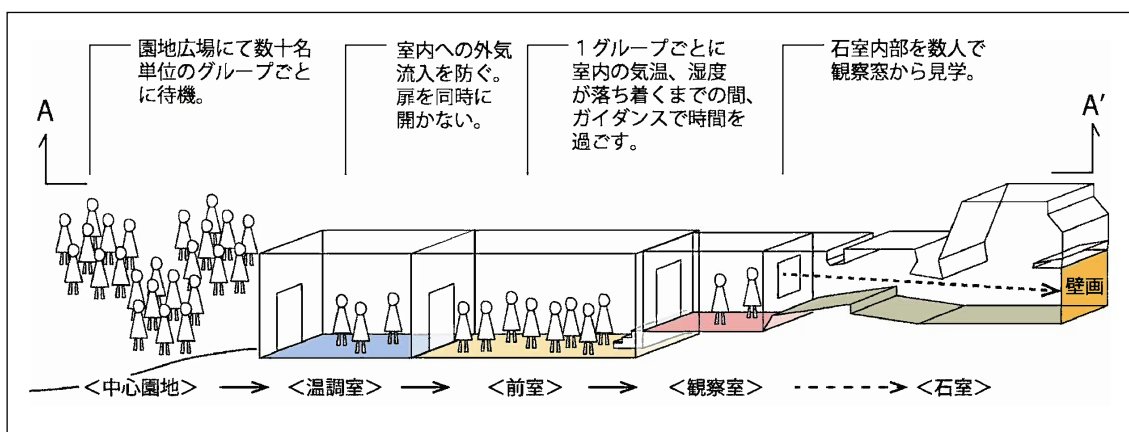 園地広場にて数十名
単位のグループごと
に待機。
室内への外気
流入を防ぐ。
扉を同時に
開かない。
１グループごとに
室内の気温、湿度
が落ち着くまでの間、
ガイダンスで時間を
過ごす。
石室内部を数人で
観察窓から見学。
A
A'
壁画
＜中心園地＞
＜温調室＞
＜前室＞
＜観察室＞
＜石室＞